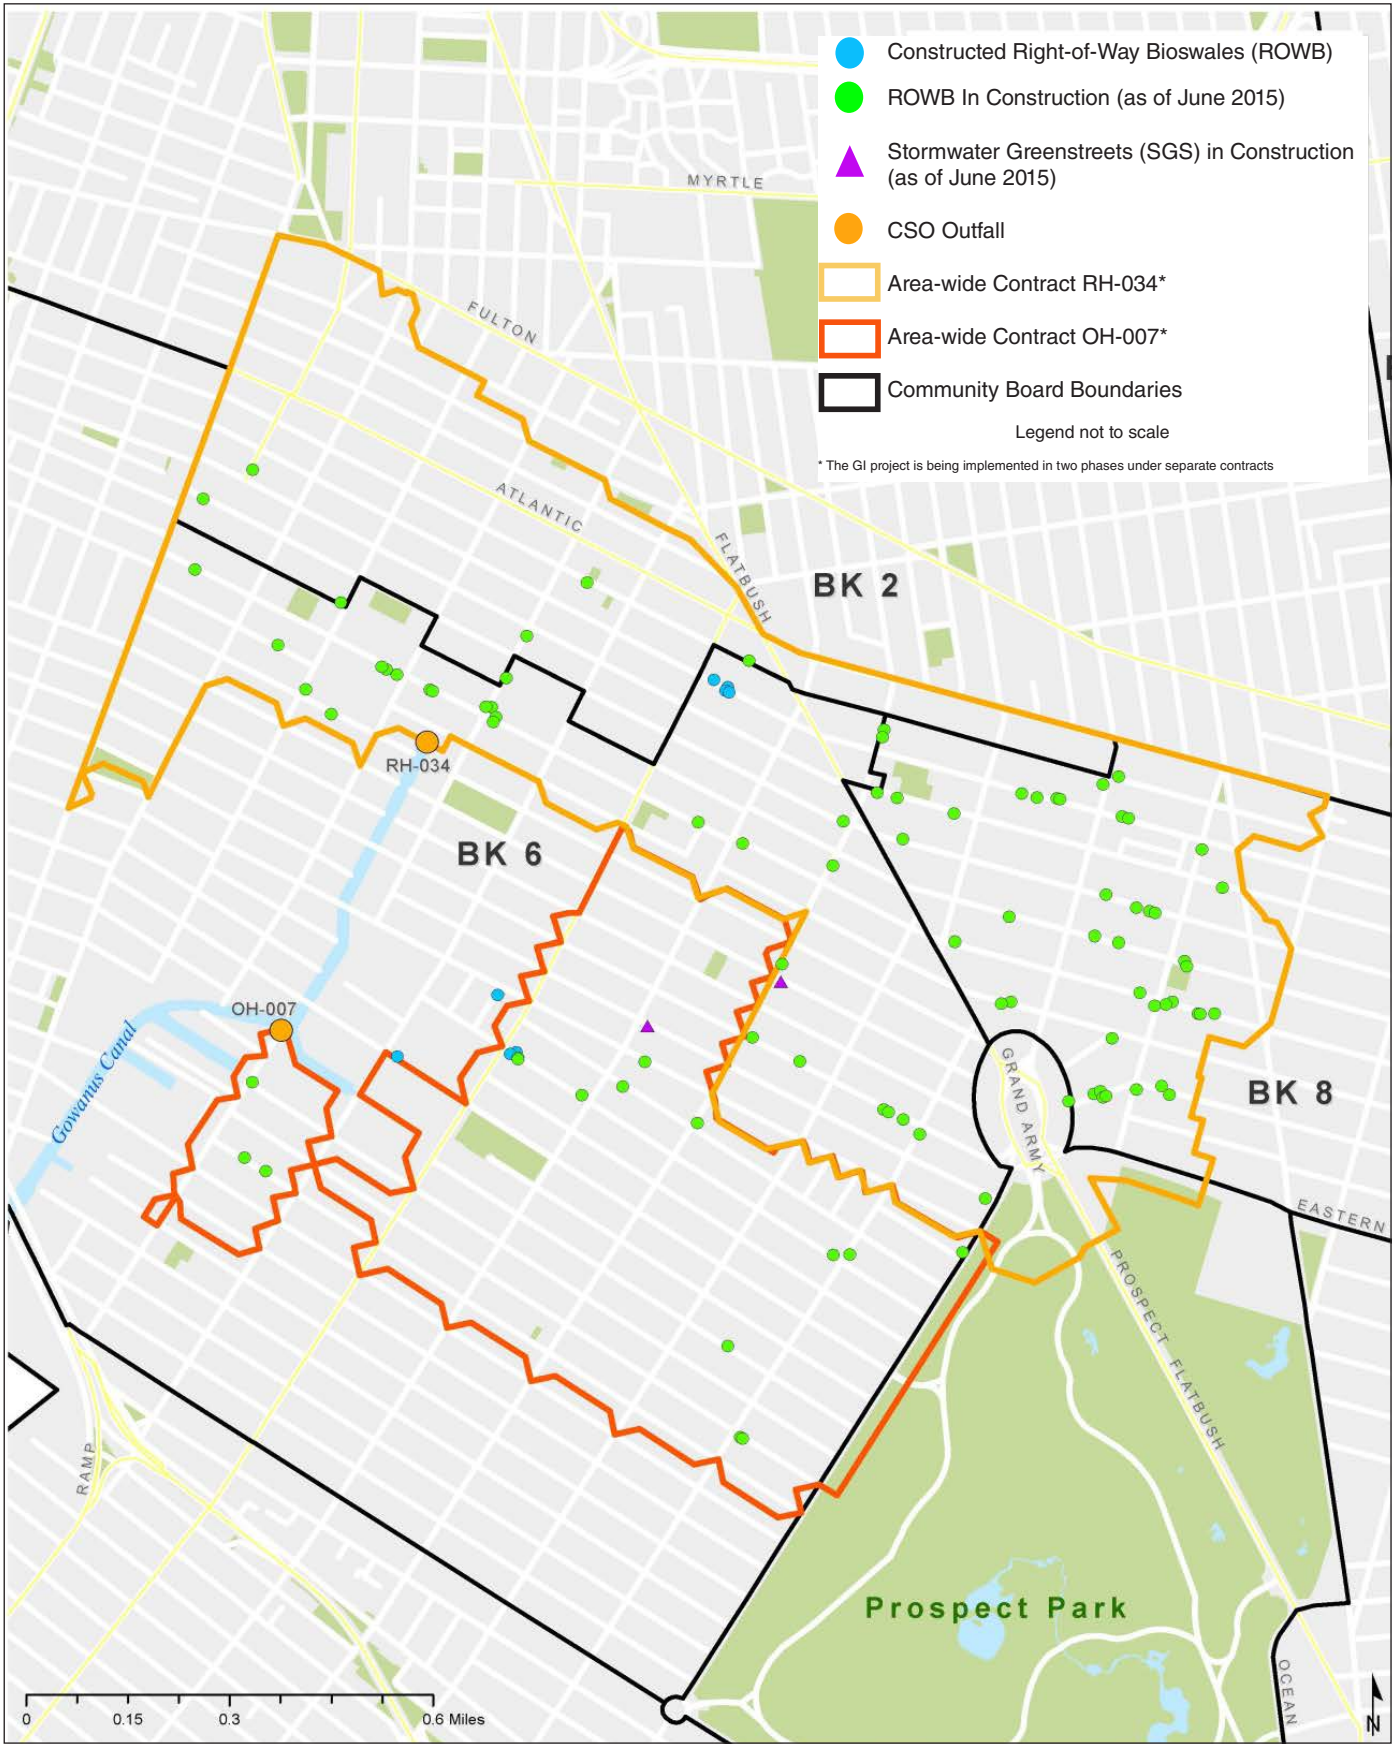 Constructed Right-of-Way Bioswales (ROWB)
ROWB In Construction (as of June 2015)
Stormwater Greenstreets (SGS) in Construction
(as of June 2015)
CSO Outfall
Area-wide Contract RH-034*
Area-wide Contract OH-007*
Community Board Boundaries
Legend not to scale
* The GI project is being implemented in two phases under separate contracts
MYRTLE
FULTON
ATLANTIC
FLATBUSH
BK 2
RH-034
BK 6
OH-007
Gowanus Canal
GRAND ARMY
BK 8
EASTERN
PROSPECT FLATBUSH
RAMP
Prospect Park
OCEAN
0 0.15 0.3 0.6 Miles
N